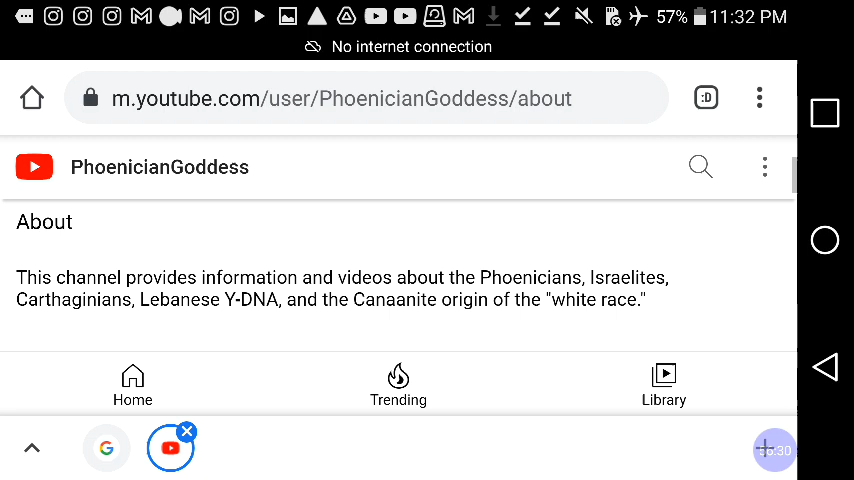 57% 11:32 PM
No internet connection
m.youtube.com/user/PhoenicianGoddess/about
:D
PhoenicianGoddess
About
This channel provides information and videos about the Phoenicians, Israelites,
Carthaginians, Lebanese Y-DNA, and the Canaanite origin of the "white race."
Home Trending Library
56:30